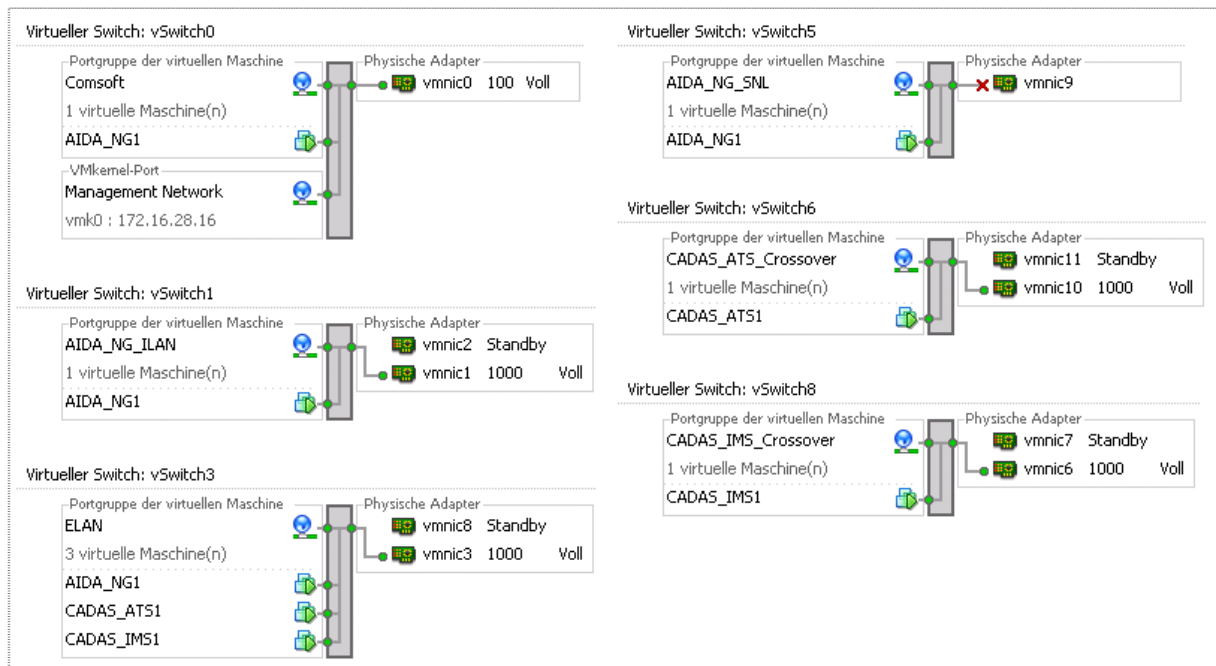 Virtueller Switch: vSwitch0
Portgruppe der virtuellen Maschine
Physische Adapter
Comsoft
vmnic0 100 Voll
1 virtuelle Maschine(n)
AIDA_NG1
VMkernel-Port
Management Network
vmk0 : 172.16.28.16
Virtueller Switch: vSwitch1
Portgruppe der virtuellen Maschine
Physische Adapter
AIDA_NG_ILAN
vmnic2 Standby
1 virtuelle Maschine(n)
vmnic1 1000 Voll
AIDA_NG1
Virtueller Switch: vSwitch3
Portgruppe der virtuellen Maschine
Physische Adapter
ELAN
vmnic8 Standby
3 virtuelle Maschine(n)
vmnic3 1000 Voll
AIDA_NG1
CADAS_ATS1
CADAS_IMS1
Virtueller Switch: vSwitch5
Portgruppe der virtuellen Maschine
Physische Adapter
AIDA_NG_SNL
vmnic9
1 virtuelle Maschine(n)
AIDA_NG1
Virtueller Switch: vSwitch6
Portgruppe der virtuellen Maschine
Physische Adapter
CADAS_ATS_Crossover
vmnic11 Standby
1 virtuelle Maschine(n)
vmnic10 1000 Voll
CADAS_ATS1
Virtueller Switch: vSwitch8
Portgruppe der virtuellen Maschine
Physische Adapter
CADAS_IMS_Crossover
vmnic7 Standby
1 virtuelle Maschine(n)
vmnic6 1000 Voll
CADAS_IMS1